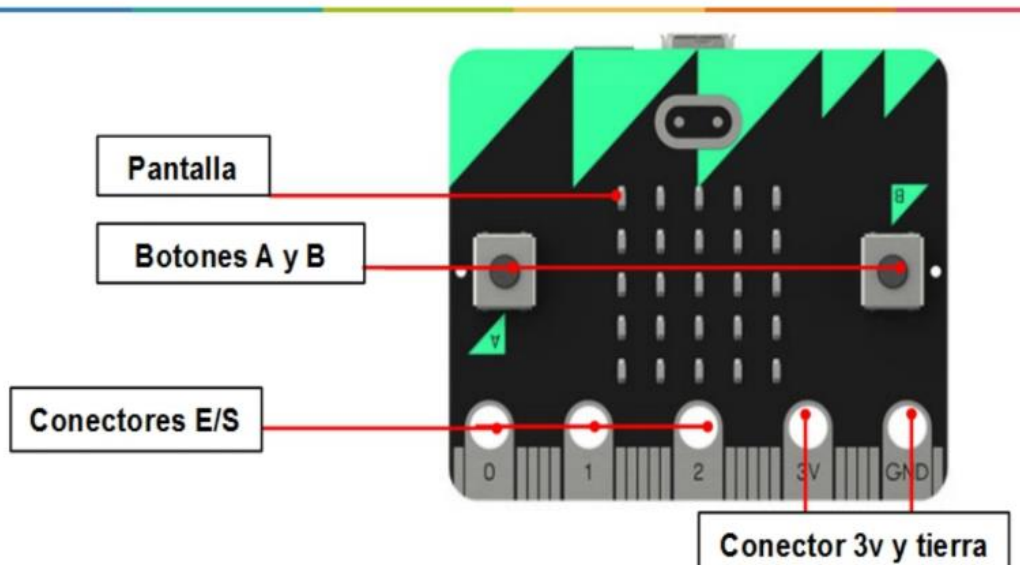 Pantalla
B
Botones A y B
A
Conectores E/S
0 1 2 3V GND
Conector 3v y tierra